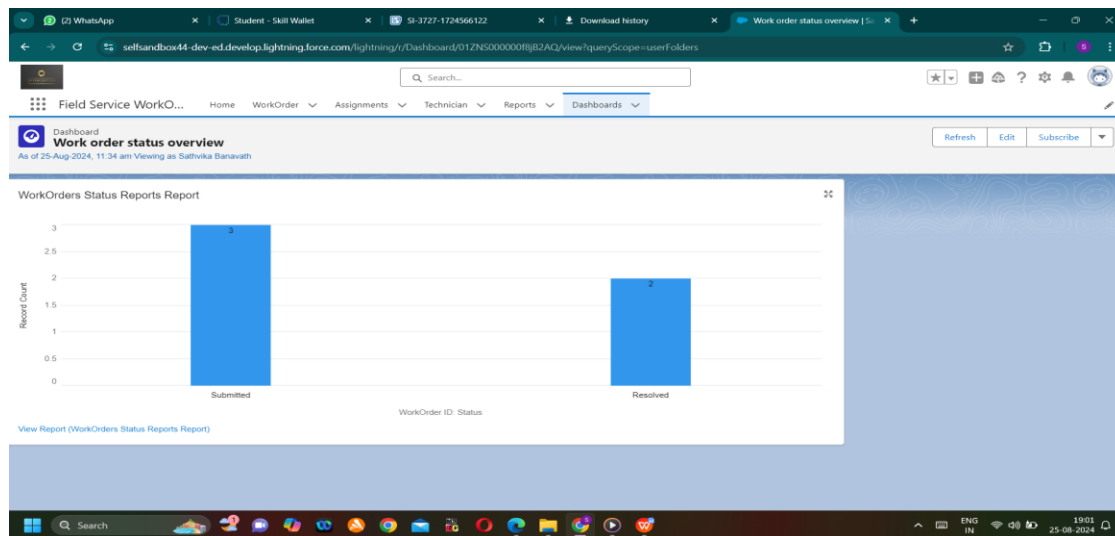 (2) WhatsApp
Student - Skill Wallet
SI-3727-1724566122
Download history
Work order status overview | Sa
selfsandbox44-dev-ed.develop.lightning.force.com/lightning/r/Dashboard/01ZNS000000f8jB2AQ/view?queryScope=userFolders
S
Search...
Field Service WorkO...
Home
WorkOrder
Assignments
Technician
Reports
Dashboards
Dashboard
Work order status overview
As of 25-Aug-2024, 11:34 am Viewing as Sathvika Banavath
Refresh
Edit
Subscribe
WorkOrders Status Reports Report
Record Count
3
2.5
2
1.5
1
0.5
0
3
2
Submitted
Resolved
WorkOrder ID: Status
View Report (WorkOrders Status Reports Report)
Search
ENG
IN
19:01
25-08-2024